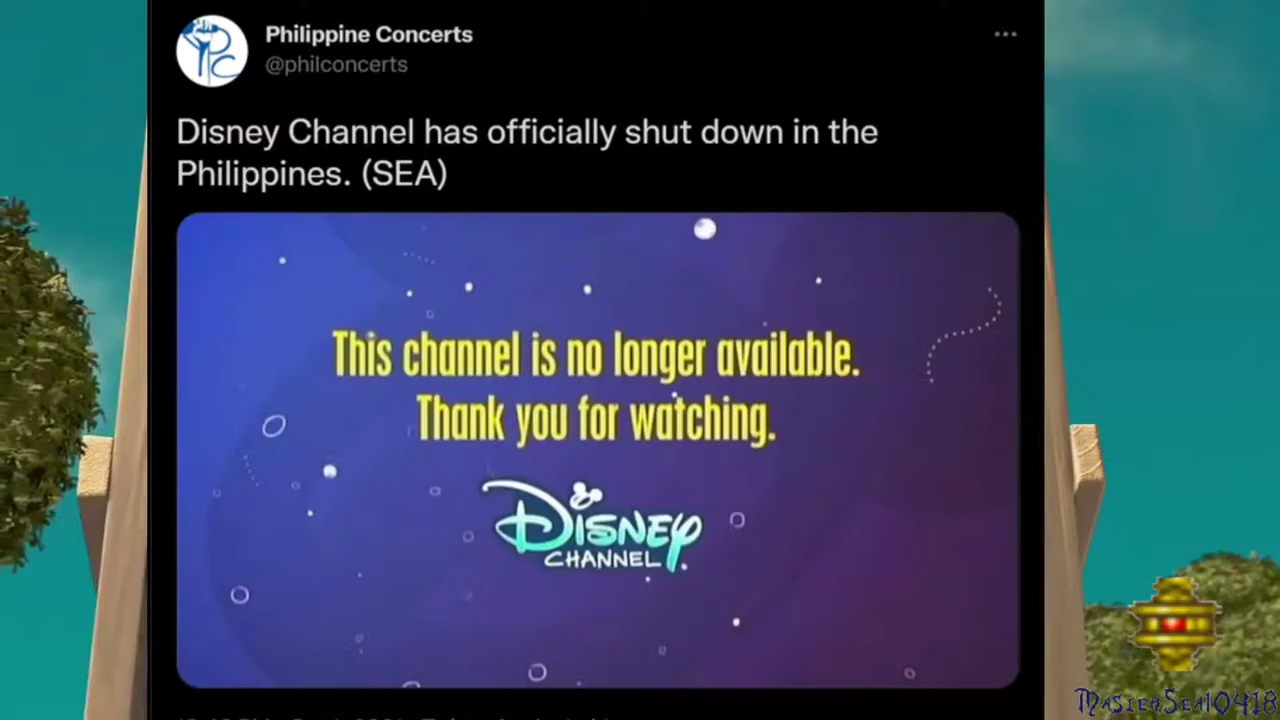 Philippine Concerts
@philconcerts
Disney Channel has officially shut down in the
Philippines. (SEA)
This channel is no longer available.
Thank you for watching.
DISNEY
CHANNEL
MasterSea10418